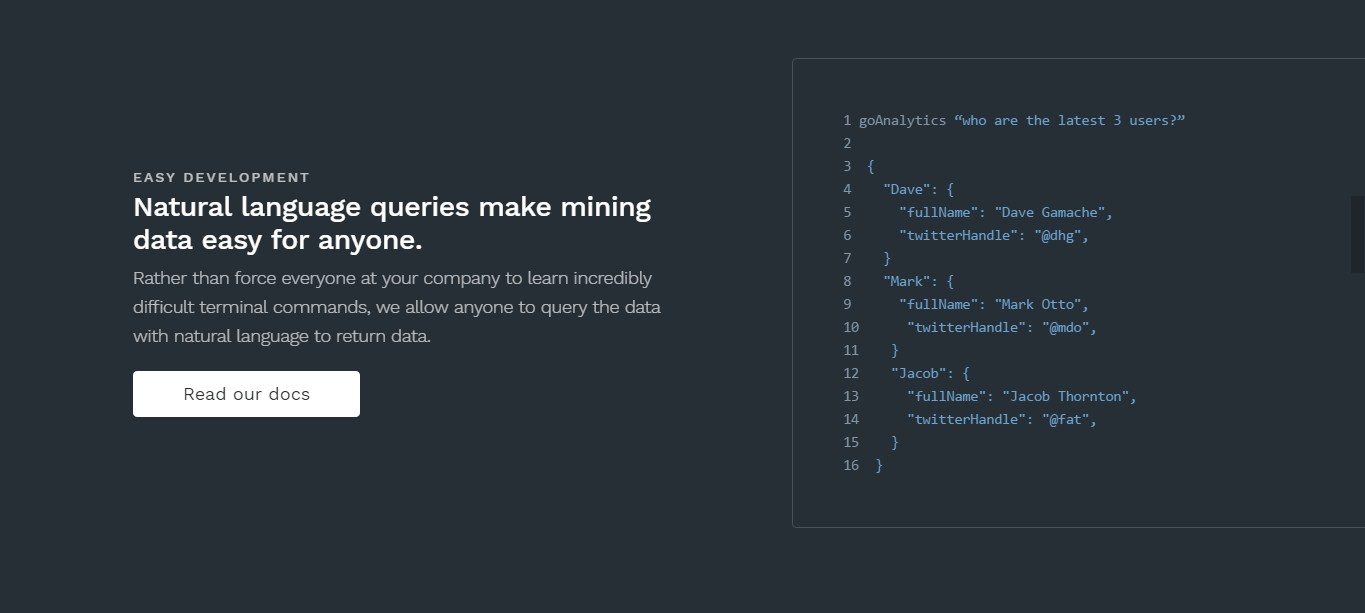 EASY DEVELOPMENT
Natural language queries make mining
data easy for anyone.
Rather than force everyone at your company to learn incredibly
difficult terminal commands, we allow anyone to query the data
with natural language to return data.
Read our docs
1 goAnalytics “who are the latest 3 users?”
2
3  {
4    "Dave": {
5      "fullName": "Dave Gamache",
6      "twitterHandle": "@dhg",
7    }
8    "Mark": {
9      "fullName": "Mark Otto",
10      "twitterHandle": "@mdo",
11    }
12    "Jacob": {
13      "fullName": "Jacob Thornton",
14      "twitterHandle": "@fat",
15    }
16  }